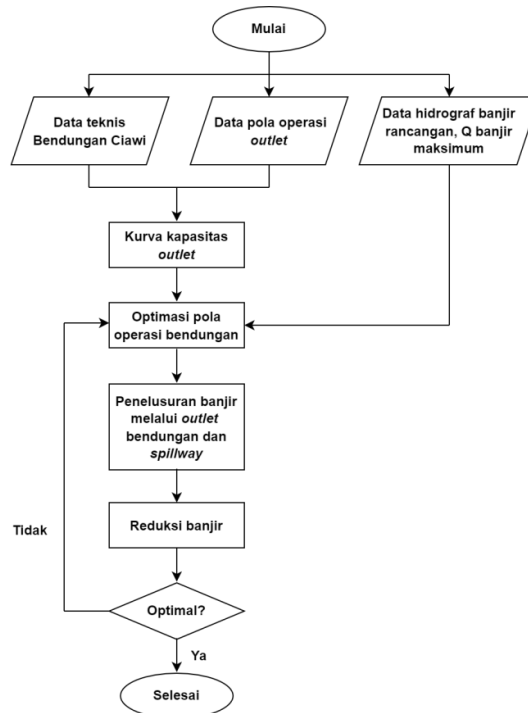 Mulai
Data teknis
Bendungan Ciawi
Data pola operasi
outlet
Data hidrograf banjir
rancangan, Q banjir
maksimum
Kurva kapasitas
outlet
Optimasi pola
operasi bendungan
Penelusuran banjir
melalui outlet
bendungan dan
spillway
Reduksi banjir
Tidak
Optimal?
Ya
Selesai